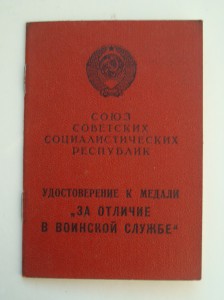 СОЮЗ
СОВЕТСКИХ
СОЦИАЛИСТИЧЕСКИХ
РЕСПУБЛИК
УДОСТОВЕРЕНИЕ К МЕДАЛИ
„ЗА ОТЛИЧИЕ
В ВОИНСКОЙ СЛУЖБЕ“